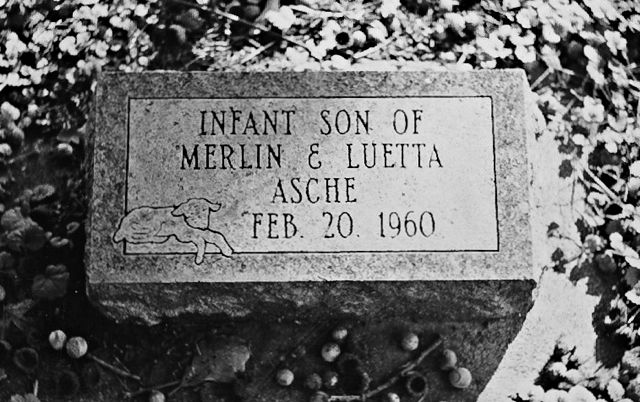 INFANT SON OF
MERLIN & LUETTA
ASCHE
FEB. 20. 1960